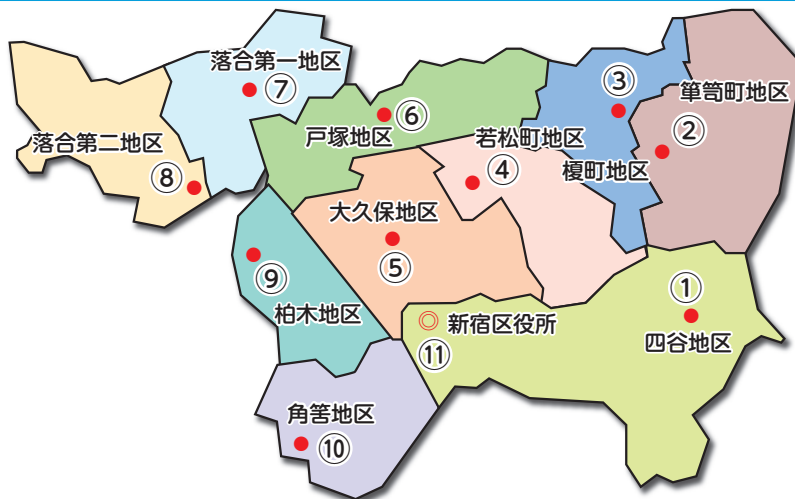 落合第一地区
⑦
③
箪笥町地区
②
⑥
戸塚地区
若松町地区
④
榎町地区
落合第二地区
⑧
大久保地区
⑤
⑨
柏木地区
①
四谷地区
◎ 新宿区役所
⑪
角筈地区
⑩